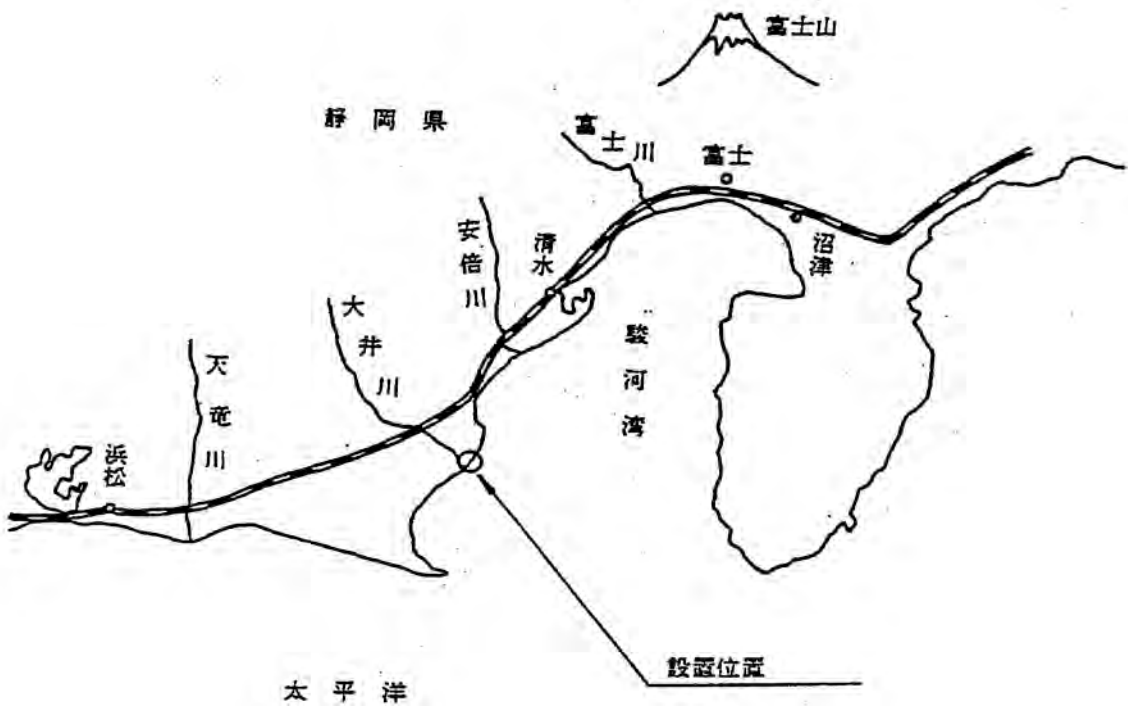 富士山
静岡県
富士川
富士
安倍川
清水
沼津
大井川
駿河湾
天竜川
浜松
設置位置
太平洋